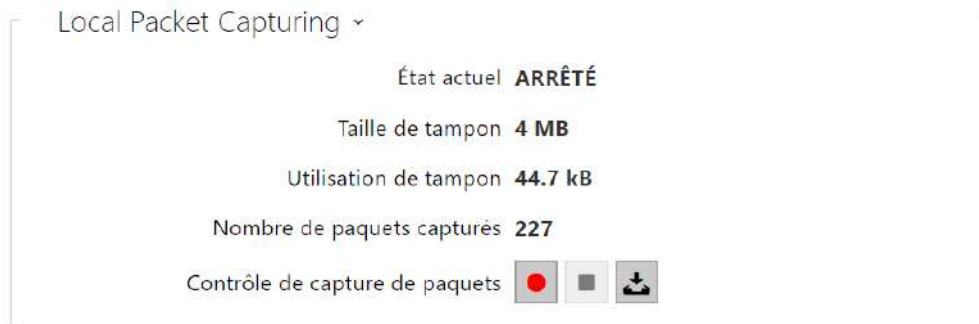 Local Packet Capturing
État actuel ARRÊTÉ
Taille de tampon 4 MB
Utilisation de tampon 44.7 kB
Nombre de paquets capturés 227
Contrôle de capture de paquets